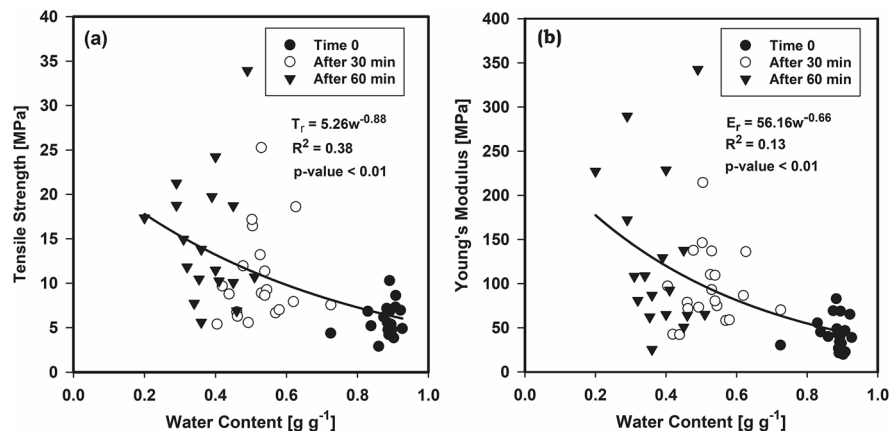 (a)
Time 0
After 30 min
After 60 min
T_r = 5.26w^-0.88
R^2 = 0.38
p-value < 0.01
Tensile Strength [MPa]
40
35
30
25
20
15
10
5
0
0.0 0.2 0.4 0.6 0.8 1.0
Water Content [g g^-1]
(b)
Time 0
After 30 min
After 60 min
E_r = 56.16w^-0.66
R^2 = 0.13
p-value < 0.01
Young's Modulus [MPa]
400
350
300
250
200
150
100
50
0
0.0 0.2 0.4 0.6 0.8 1.0
Water Content [g g^-1]